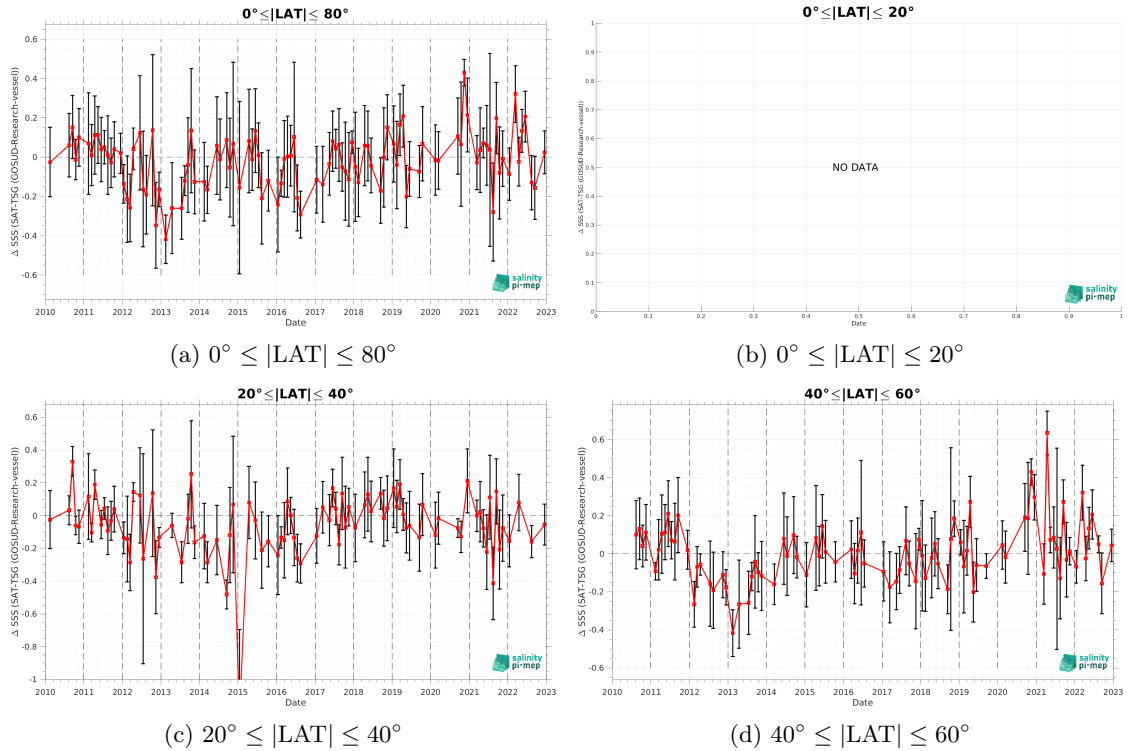 0°≤|LAT|≤ 80°
Δ SSS (SAT-TSG (GOSUD-Research-vessel))
0.6
0.4
0.2
0
-0.2
-0.4
-0.6
2010 2011 2012 2013 2014 2015 2016 2017 2018 2019 2020 2021 2022 2023
Date
salinity
pi-mep
(a) 0° ≤ |LAT| ≤ 80°
0°≤|LAT|≤ 20°
Δ SSS (SAT-TSG (GOSUD-Research-vessel))
1
0.9
0.8
0.7
0.6
0.5
0.4
0.3
0.2
0.1
0
NO DATA
0 0.1 0.2 0.3 0.4 0.5 0.6 0.7 0.8 0.9 1
Date
salinity
pi-mep
(b) 0° ≤ |LAT| ≤ 20°
20°≤|LAT|≤ 40°
Δ SSS (SAT-TSG (GOSUD-Research-vessel))
0.6
0.4
0.2
0
-0.2
-0.4
-0.6
-0.8
-1
2010 2011 2012 2013 2014 2015 2016 2017 2018 2019 2020 2021 2022 2023
Date
salinity
pi-mep
(c) 20° ≤ |LAT| ≤ 40°
40°≤|LAT|≤ 60°
Δ SSS (SAT-TSG (GOSUD-Research-vessel))
0.6
0.4
0.2
0
-0.2
-0.4
-0.6
2010 2011 2012 2013 2014 2015 2016 2017 2018 2019 2020 2021 2022 2023
Date
salinity
pi-mep
(d) 40° ≤ |LAT| ≤ 60°